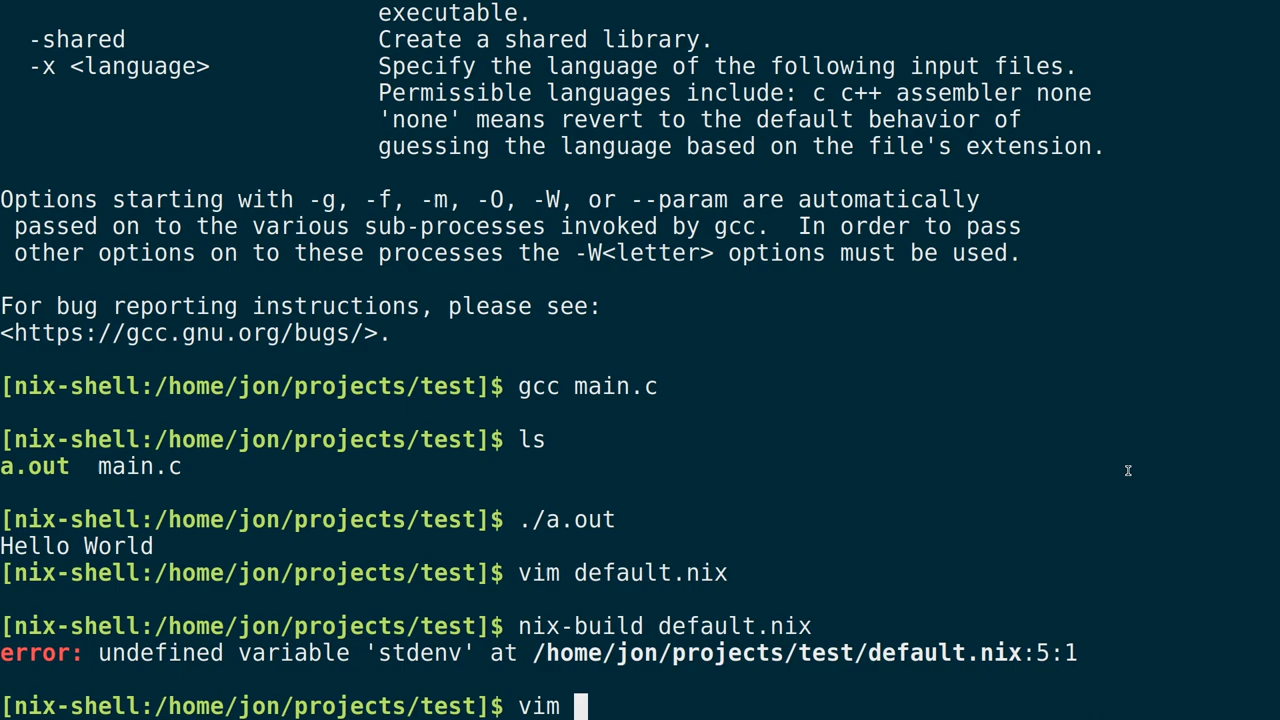 executable.
-shared Create a shared library.
-x <language> Specify the language of the following input files.
Permissible languages include: c c++ assembler none
'none' means revert to the default behavior of
guessing the language based on the file's extension.
Options starting with -g, -f, -m, -O, -W, or --param are automatically
passed on to the various sub-processes invoked by gcc.  In order to pass
other options on to these processes the -W<letter> options must be used.
For bug reporting instructions, please see:
<https://gcc.gnu.org/bugs/>.
[nix-shell:/home/jon/projects/test]$ gcc main.c
[nix-shell:/home/jon/projects/test]$ ls
a.out  main.c
[nix-shell:/home/jon/projects/test]$ ./a.out
Hello World
[nix-shell:/home/jon/projects/test]$ vim default.nix
[nix-shell:/home/jon/projects/test]$ nix-build default.nix
error: undefined variable 'stdenv' at /home/jon/projects/test/default.nix:5:1
[nix-shell:/home/jon/projects/test]$ vim